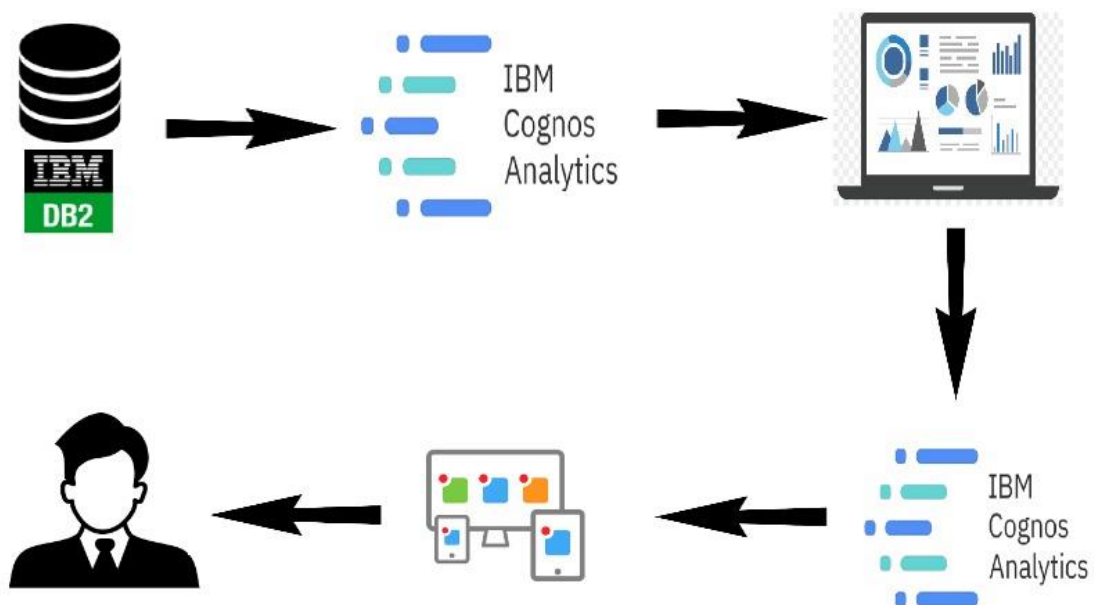 IBM
DB2
IBM
Cognos
Analytics
IBM
Cognos
Analytics